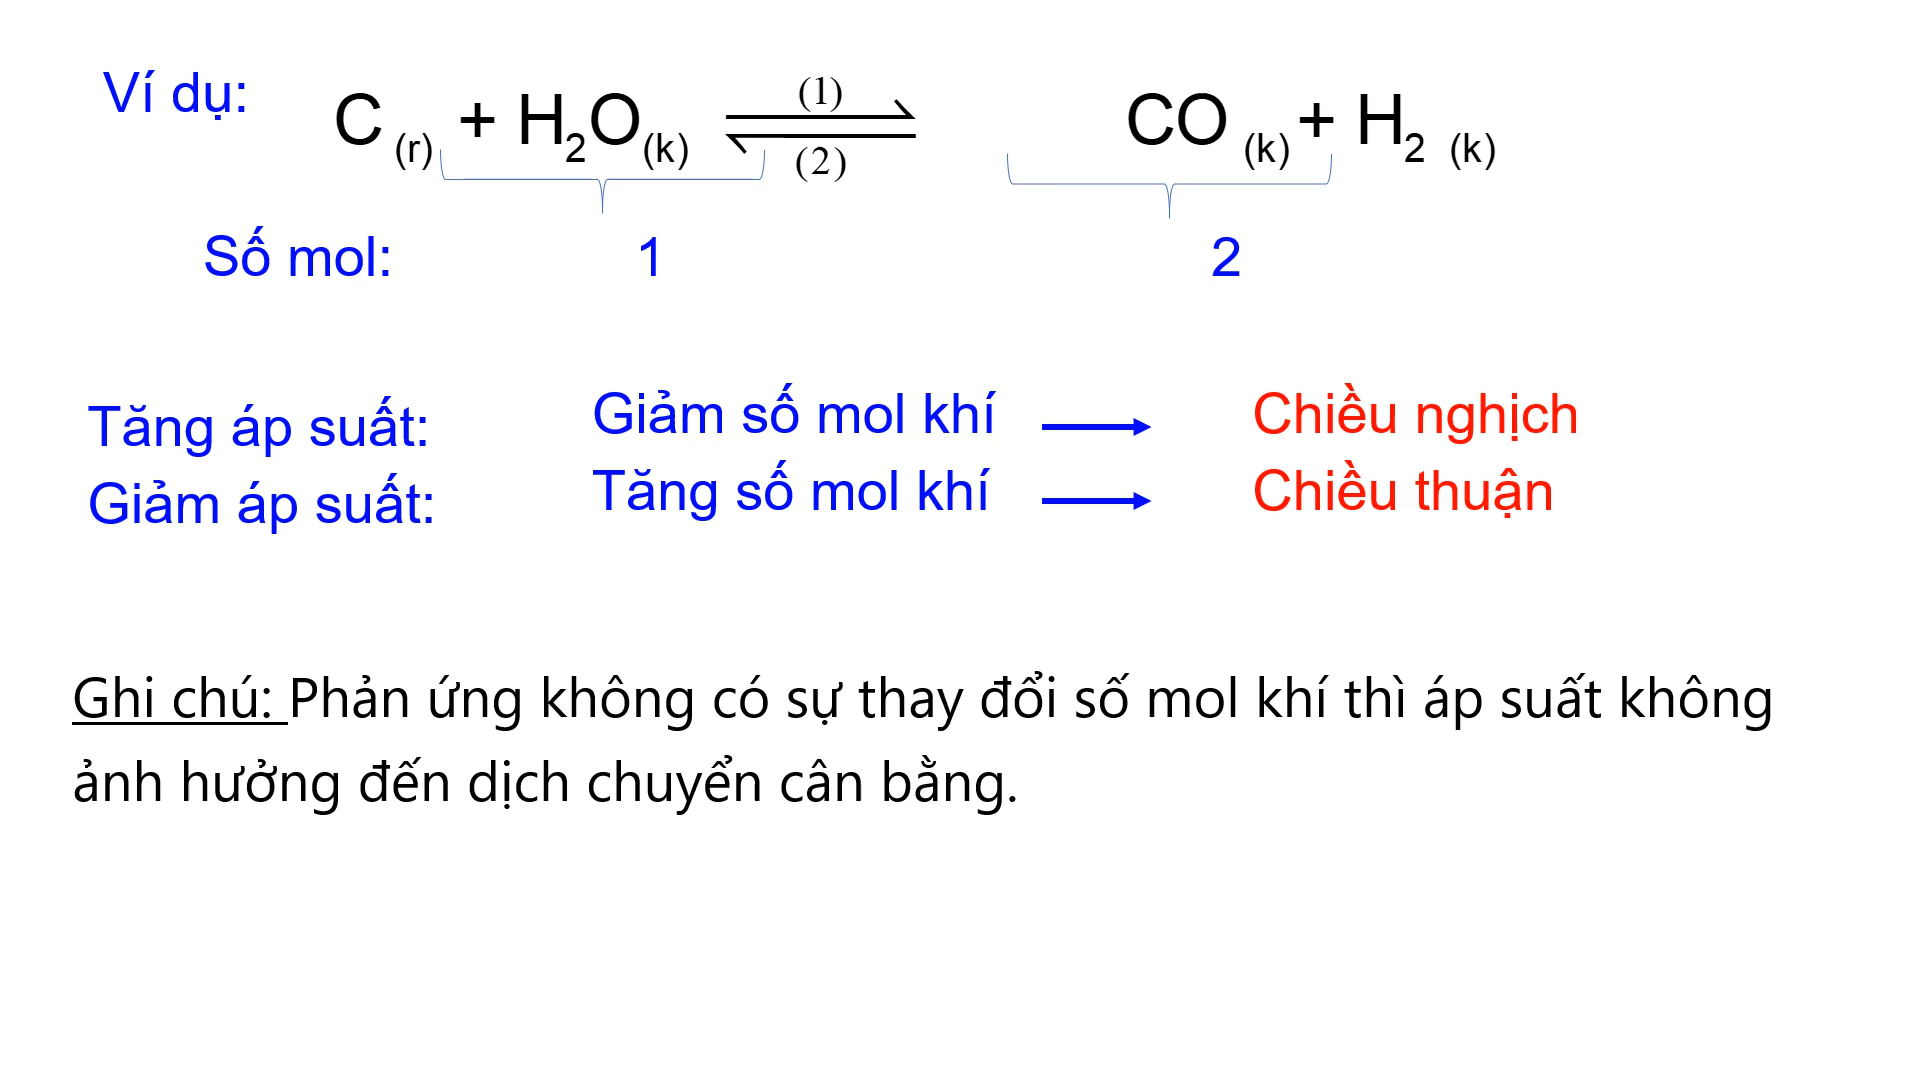 Ví dụ:
C (r) + H2O(k) (1) (2) CO (k) + H2 (k)
Số mol: 1 2
Tăng áp suất: Giảm số mol khí Chiều nghịch
Giảm áp suất: Tăng số mol khí Chiều thuận
Ghi chú: Phản ứng không có sự thay đổi số mol khí thì áp suất không
ảnh hưởng đến dịch chuyển cân bằng.